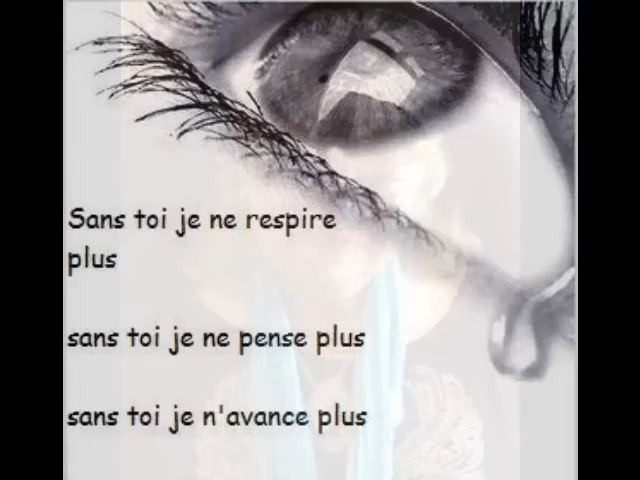 Sans toi je ne respire
plus
sans toi je ne pense plus
sans toi je n'avance plus